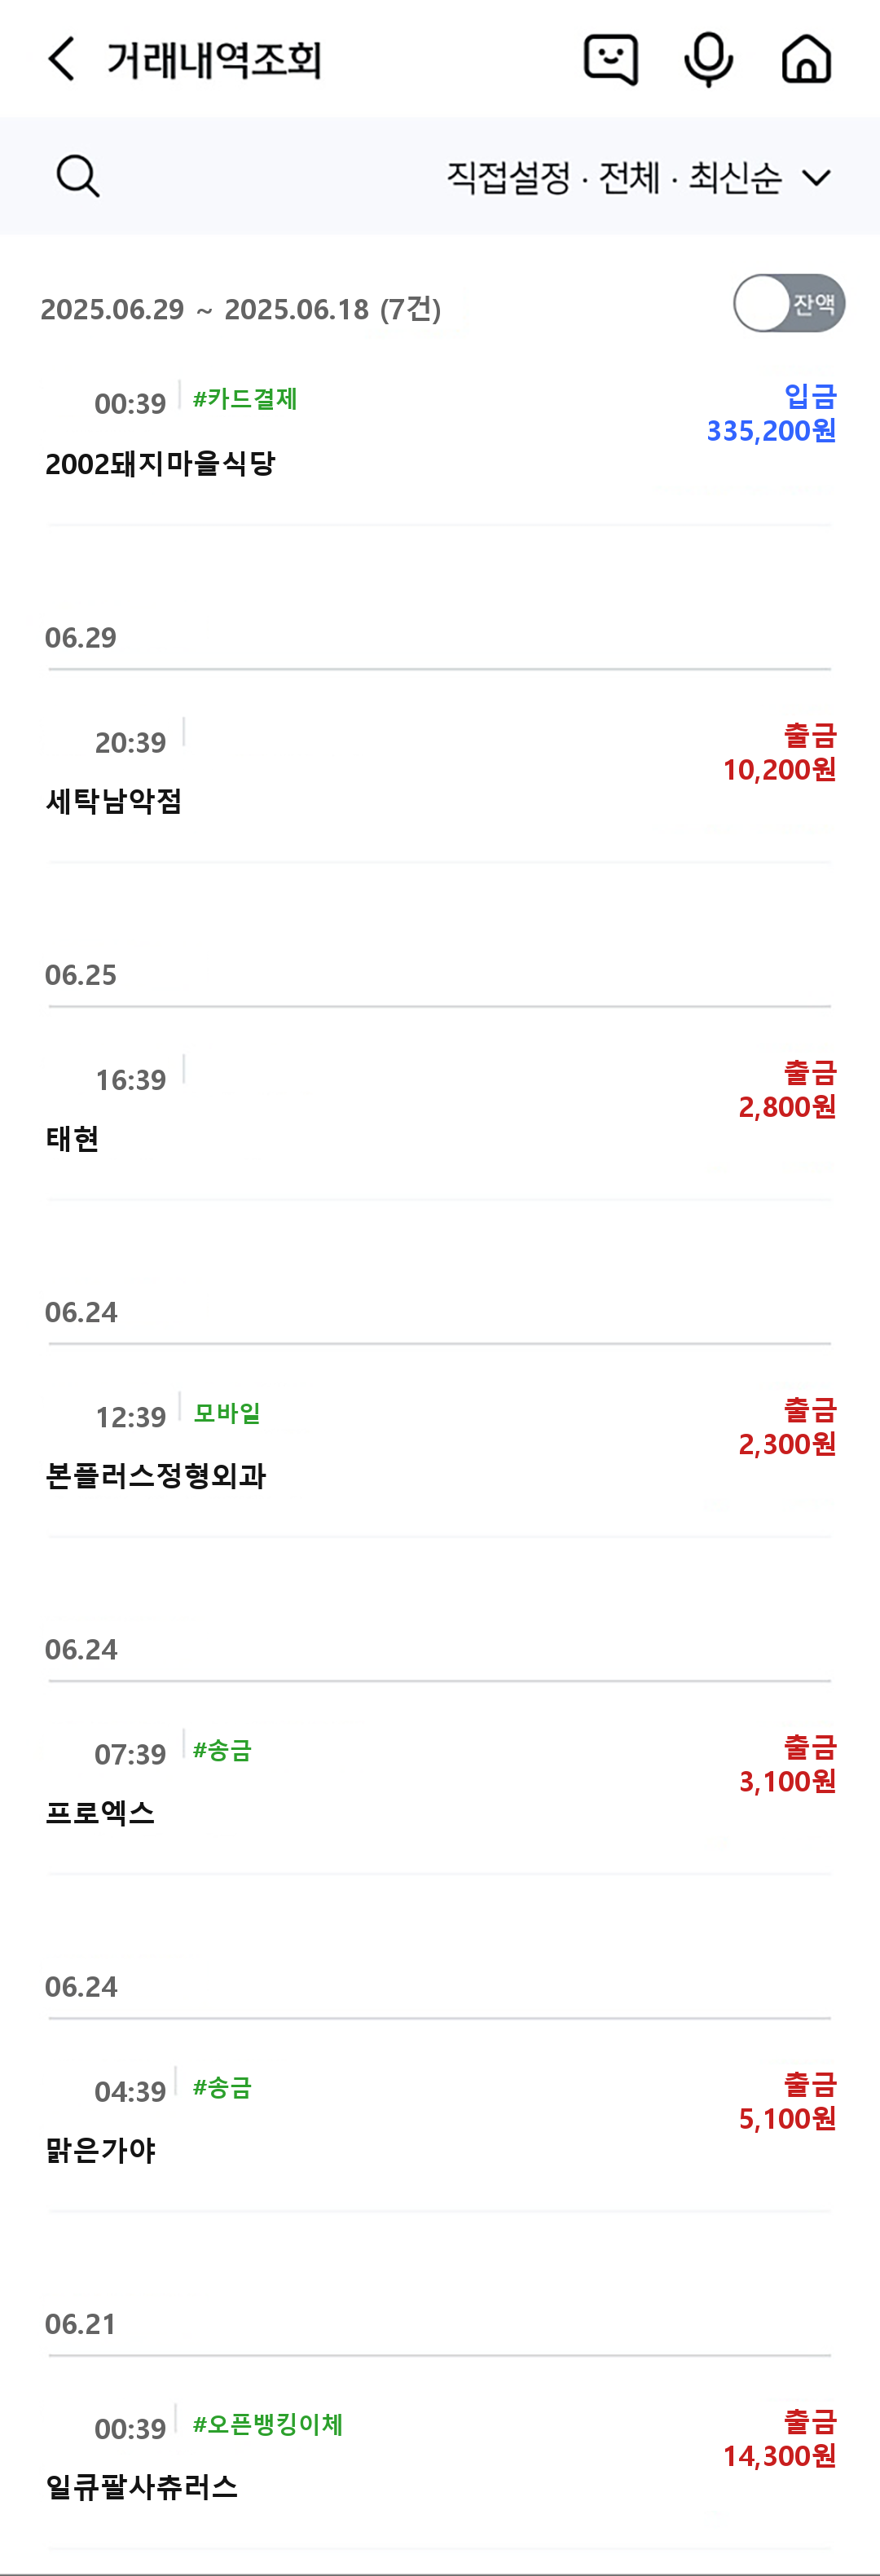 거래내역조회
직접설정 · 전체 · 최신순
2025.06.29 ~ 2025.06.18 (7건)
잔액
00:39 #카드결제
입금
335,200원
2002돼지마을식당
06.29
20:39
출금
10,200원
세탁남악점
06.25
16:39
출금
2,800원
태현
06.24
12:39 모바일
출금
2,300원
본플러스정형외과
06.24
07:39 #송금
출금
3,100원
프로엑스
06.24
04:39 #송금
출금
5,100원
맑은가야
06.21
00:39 #오픈뱅킹이체
출금
14,300원
일큐팔사츄러스